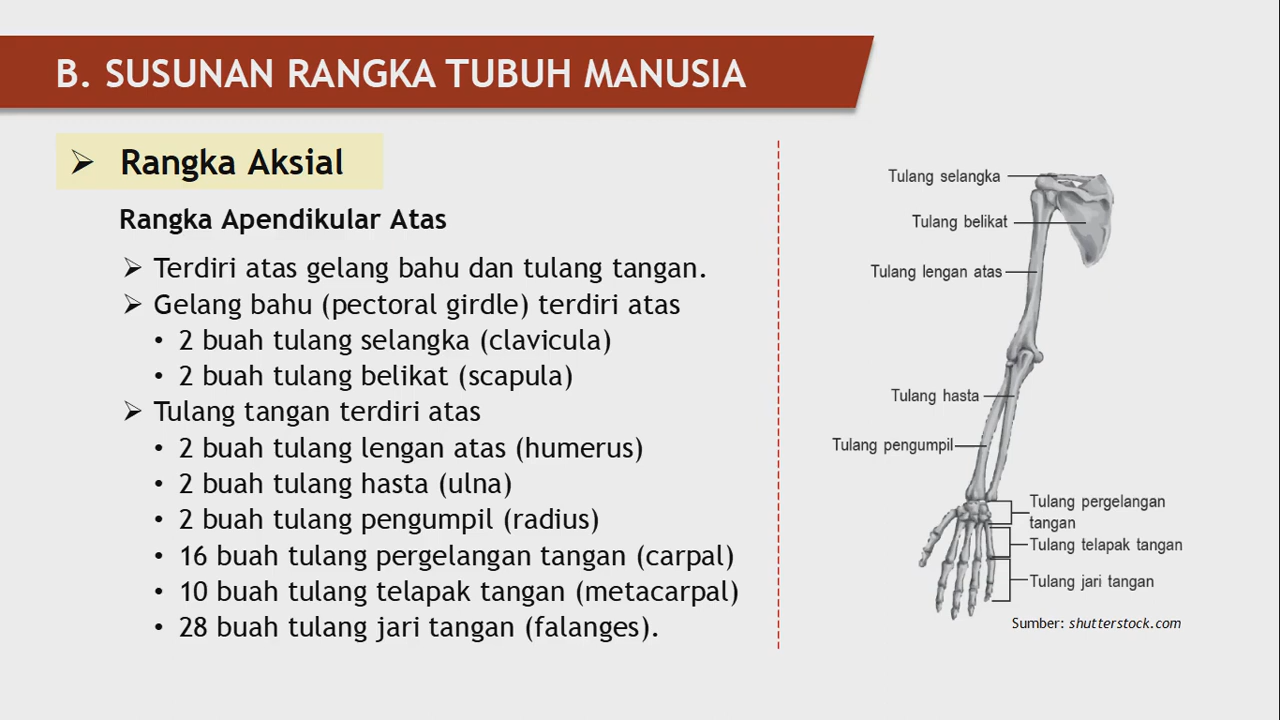 B. SUSUNAN RANGKA TUBUH MANUSIA
➢ Rangka Aksial
Rangka Apendikular Atas
➢ Terdiri atas gelang bahu dan tulang tangan.
➢ Gelang bahu (pectoral girdle) terdiri atas
• 2 buah tulang selangka (clavicula)
• 2 buah tulang belikat (scapula)
➢ Tulang tangan terdiri atas
• 2 buah tulang lengan atas (humerus)
• 2 buah tulang hasta (ulna)
• 2 buah tulang pengumpil (radius)
• 16 buah tulang pergelangan tangan (carpal)
• 10 buah tulang telapak tangan (metacarpal)
• 28 buah tulang jari tangan (falanges).
Tulang selangka
Tulang belikat
Tulang lengan atas
Tulang hasta
Tulang pengumpil
Tulang pergelangan
tangan
Tulang telapak tangan
Tulang jari tangan
Sumber: shutterstock.com